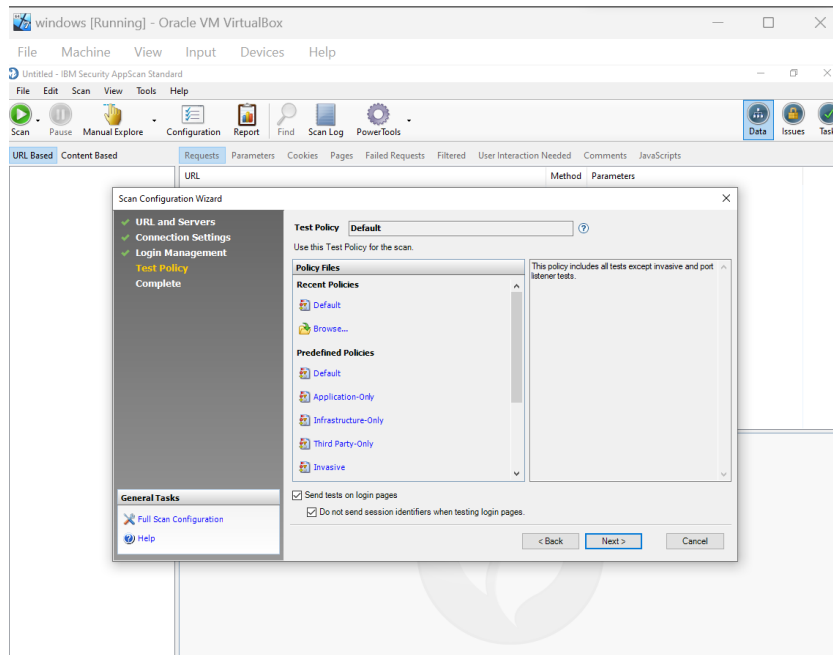 windows [Running] - Oracle VM VirtualBox
File Machine View Input Devices Help
Untitled - IBM Security AppScan Standard
File Edit Scan View Tools Help
Scan Pause Manual Explore Configuration Report Find Scan Log PowerTools Data Issues Task
URL Based Content Based Requests Parameters Cookies Pages Failed Requests Filtered User Interaction Needed Comments JavaScripts
URL Method Parameters
Scan Configuration Wizard
URL and Servers
Connection Settings
Login Management
Test Policy
Complete
General Tasks
Full Scan Configuration
Help
Test Policy Default
Use this Test Policy for the scan.
Policy Files
Recent Policies
Default
Browse...
Predefined Policies
Default
Application-Only
Infrastructure-Only
Third Party-Only
Invasive
This policy includes all tests except invasive and port
listener tests.
Send tests on login pages
Do not send session identifiers when testing login pages.
< Back Next > Cancel